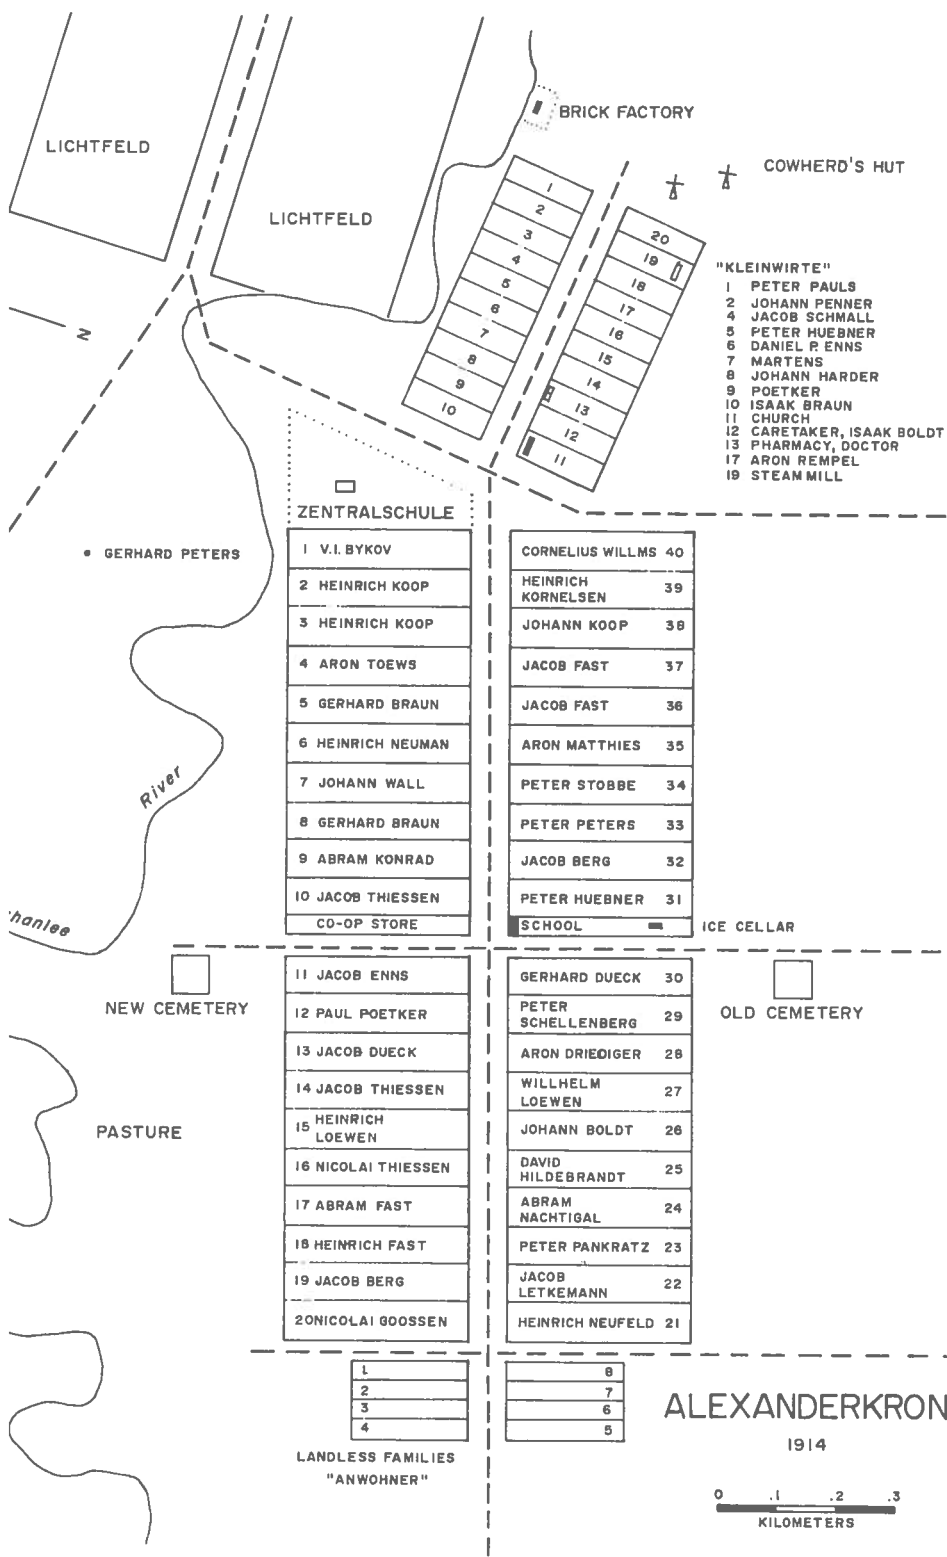 BRICK FACTORY
LICHTFELD
COWHERD'S HUT
LICHTFELD
1
2
3
4
5
6
7
8
9
10
20
19
18
17
16
15
14
13
12
11
"KLEINWIRTE"
1 PETER PAULS
2 JOHANN PENNER
4 JACOB SCHMALL
5 PETER HUEBNER
6 DANIEL P. ENNS
7 MARTENS
8 JOHANN HARDER
9 POETKER
10 ISAAK BRAUN
11 CHURCH
12 CARETAKER, ISAAK BOLDT
13 PHARMACY, DOCTOR
17 ARON REMPEL
19 STEAM MILL
N
ZENTRALSCHULE
GERHARD PETERS
1 V.I. BYKOV
2 HEINRICH KOOP
3 HEINRICH KOOP
4 ARON TOEWS
5 GERHARD BRAUN
6 HEINRICH NEUMAN
7 JOHANN WALL
8 GERHARD BRAUN
9 ABRAM KONRAD
10 JACOB THIESSEN
CO-OP STORE
CORNELIUS WILLMS 40
HEINRICH
KORNELSEN 39
JOHANN KOOP 38
JACOB FAST 37
JACOB FAST 36
ARON MATTHIES 35
PETER STOBBE 34
PETER PETERS 33
JACOB BERG 32
PETER HUEBNER 31
SCHOOL
ICE CELLAR
River
hanlee
NEW CEMETERY
OLD CEMETERY
11 JACOB ENNS
12 PAUL POETKER
13 JACOB DUECK
14 JACOB THIESSEN
15 HEINRICH
LOEWEN
16 NICOLAI THIESSEN
17 ABRAM FAST
18 HEINRICH FAST
19 JACOB BERG
20 NICOLAI GOOSSEN
GERHARD DUECK 30
PETER
SCHELLENBERG 29
ARON DRIEDIGER 28
WILLHELM
LOEWEN 27
JOHANN BOLDT 26
DAVID
HILDEBRANDT 25
ABRAM
NACHTIGAL 24
PETER PANKRATZ 23
JACOB
LETKEMANN 22
HEINRICH NEUFELD 21
PASTURE
1
2
3
4
8
7
6
5
LANDLESS FAMILIES
"ANWOHNER"
ALEXANDERKRON
1914
0 .1 .2 .3
KILOMETERS